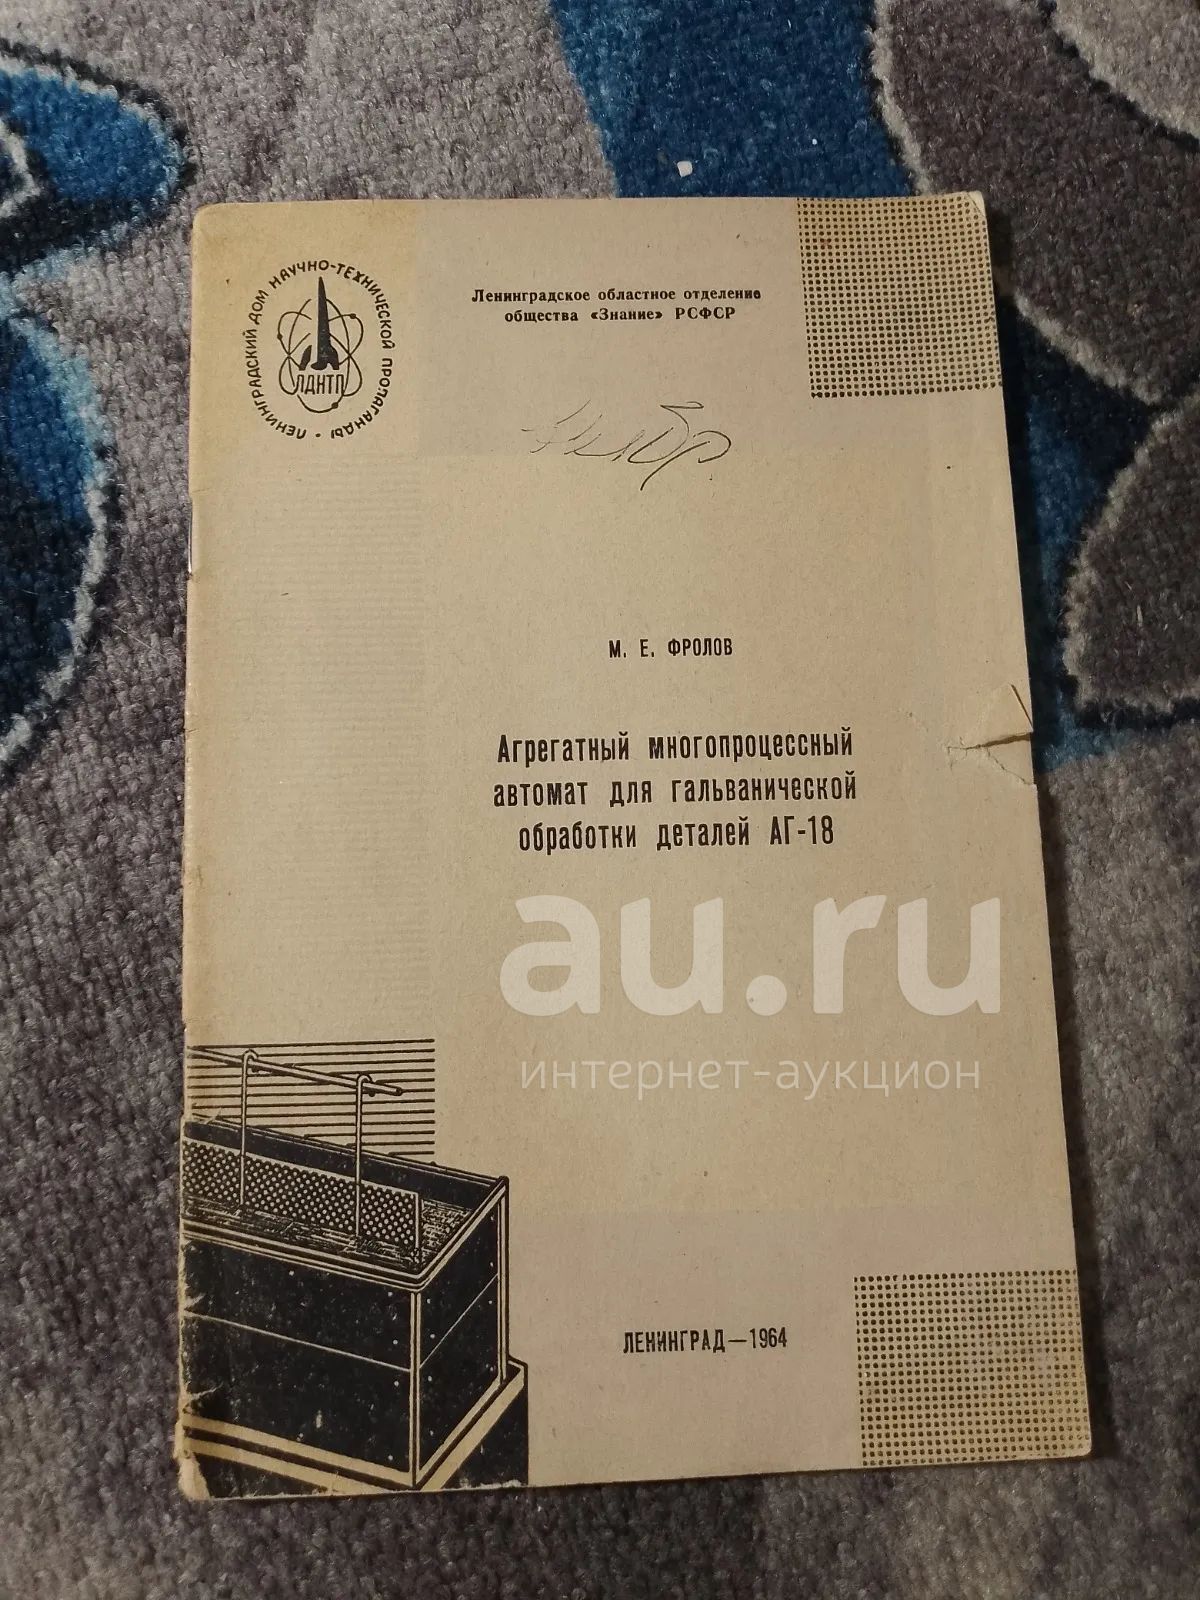 ЛЕНИНГРАДСКИЙ ДОМ НАУЧНО-ТЕХНИЧЕСКОЙ ПРОПАГАНДЫ •
ЛДНТП
Ленинградское областное отделение
общества «Знание» РСФСР
М. Е. ФРОЛОВ
Агрегатный многопроцессный
автомат для гальванической
обработки деталей АГ-18
au.ru
интернет-аукцион
ЛЕНИНГРАД—1964